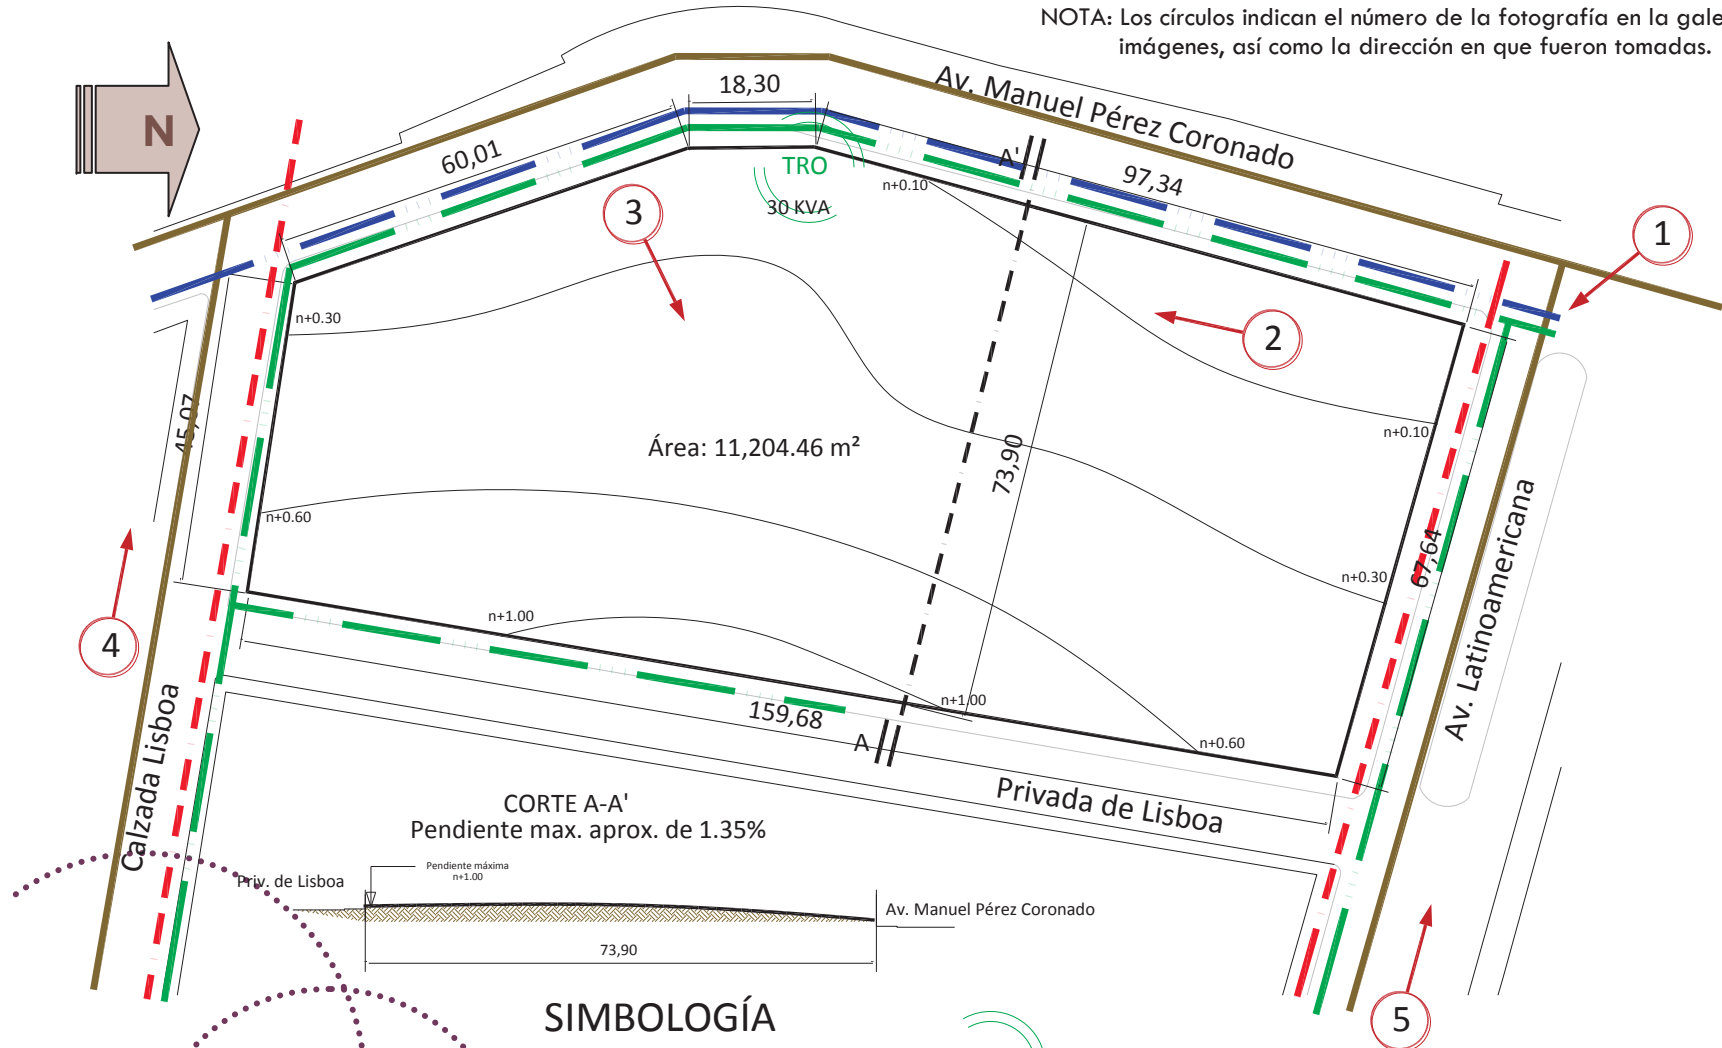 NOTA: Los círculos indican el número de la fotografía en la gale
imágenes, así como la dirección en que fueron tomadas.
N
18,30
Av. Manuel Pérez Coronado
60,01
TRO
30 KVA
A'
97,34
n+0.10
3
1
2
n+0.30
n+0.10
45,07
Área: 11,204.46 m²
73,90
n+0.60
n+0.30
67,64
Av. Latinoamericana
4
n+1.00
n+1.00
n+0.60
159,68
A
Privada de Lisboa
Calzada Lisboa
CORTE A-A'
Pendiente max. aprox. de 1.35%
Pendiente máxima
n+1.00
Priv. de Lisboa
Av. Manuel Pérez Coronado
73,90
SIMBOLOGÍA
5